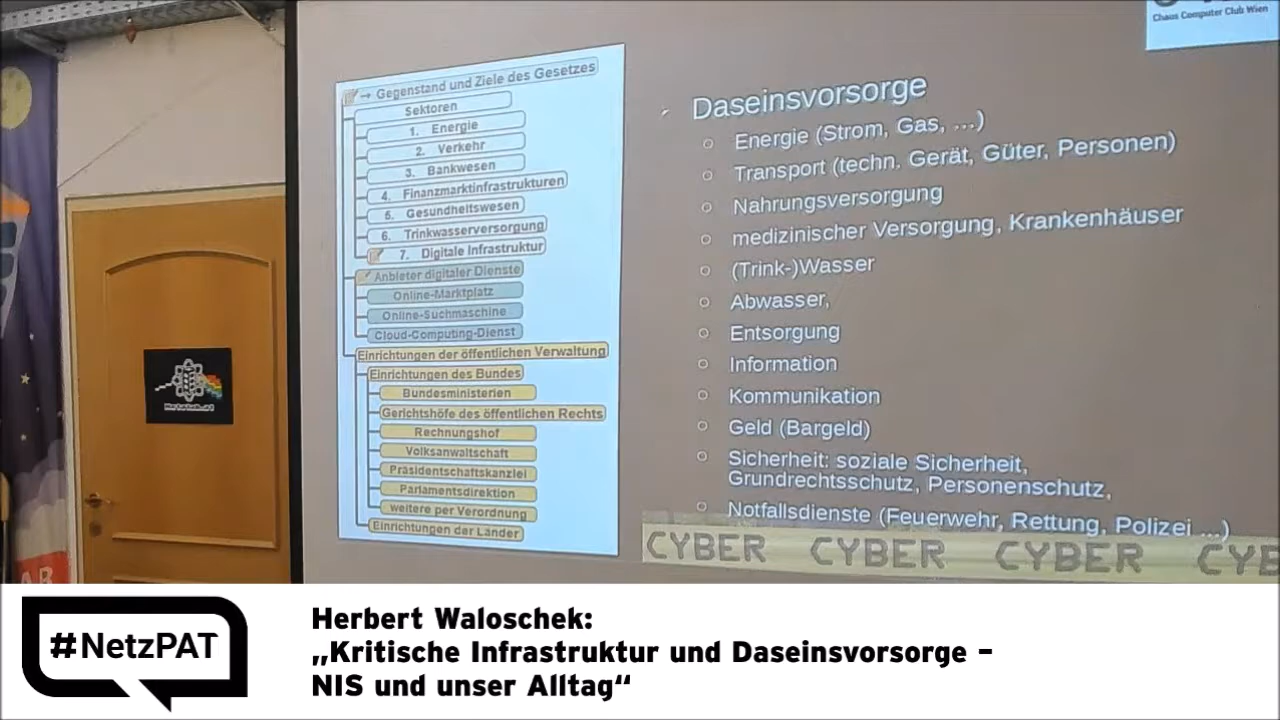 Chaos Computer Club Wien
→ Gegenstand und Ziele des Gesetzes
Sektoren
1. Energie
2. Verkehr
3. Bankwesen
4. Finanzmarktinfrastrukturen
5. Gesundheitswesen
6. Trinkwasserversorgung
7. Digitale Infrastruktur
Anbieter digitaler Dienste
Online-Marktplatz
Online-Suchmaschine
Cloud-Computing-Dienst
Einrichtungen der öffentlichen Verwaltung
Einrichtungen des Bundes
Bundesministerien
Gerichtshöfe des öffentlichen Rechts
Rechnungshof
Volksanwaltschaft
Präsidentschaftskanzlei
Parlamentsdirektion
weitere per Verordnung
Einrichtungen der Länder
Daseinsvorsorge
Energie (Strom, Gas, ...)
Transport (techn. Gerät, Güter, Personen)
Nahrungsversorgung
medizinischer Versorgung, Krankenhäuser
(Trink-)Wasser
Abwasser,
Entsorgung
Information
Kommunikation
Geld (Bargeld)
Sicherheit: soziale Sicherheit,
Grundrechtsschutz, Personenschutz,
Notfallsdienste (Feuerwehr, Rettung, Polizei ...)
CYBER CYBER CYBER CYBE
#NetzPAT
Herbert Waloschek:
„Kritische Infrastruktur und Daseinsvorsorge –
NIS und unser Alltag“